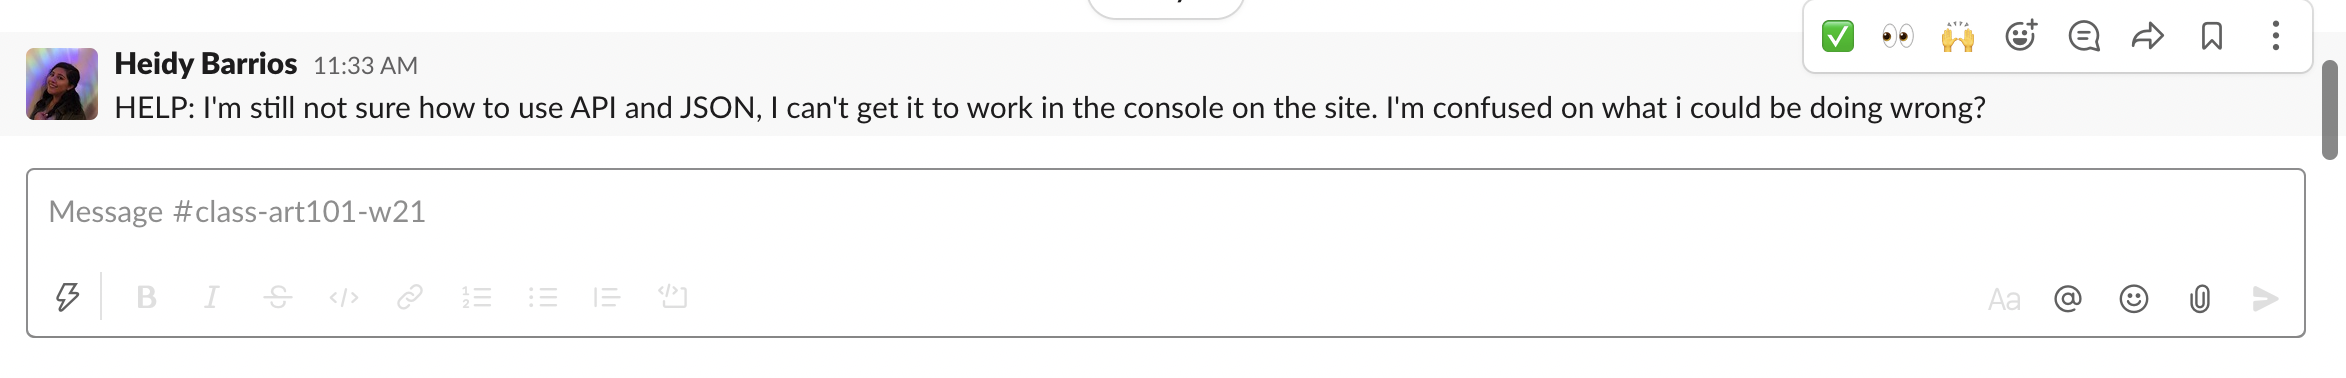 Heidy Barrios 11:33 AM
HELP: I'm still not sure how to use API and JSON, I can't get it to work in the console on the site. I'm confused on what i could be doing wrong?
Message #class-art101-w21
B I S </> 1 2 </>
Aa @